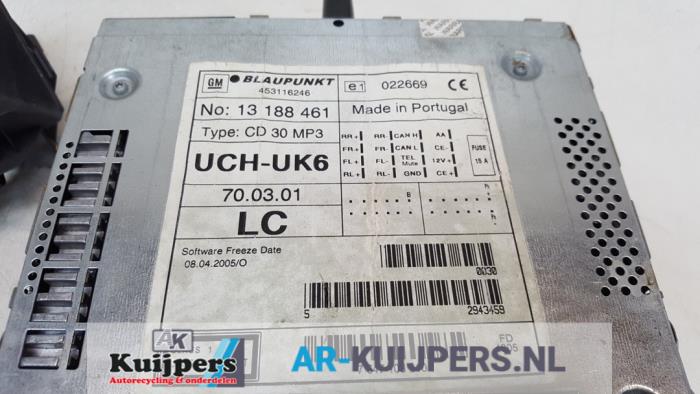 GM BLAUPUNKT
453116246
e1 022669 CE
No: 13 188 461
Made in Portugal
Type: CD 30 MP3
UCH-UK6
70.03.01
LC
RR+ RR- CAN H AA
FR+ FR- CAN L CE-
FL+ FL- TEL Mute 12V+
RL+ RL- GND CE+
FUSE
15 A
B
Software Freeze Date
08.04.2005/O
0030
5 2943459
FD
AK
Kuijpers
Autorecycling & onderdelen
AR-KUIJPERS.NL